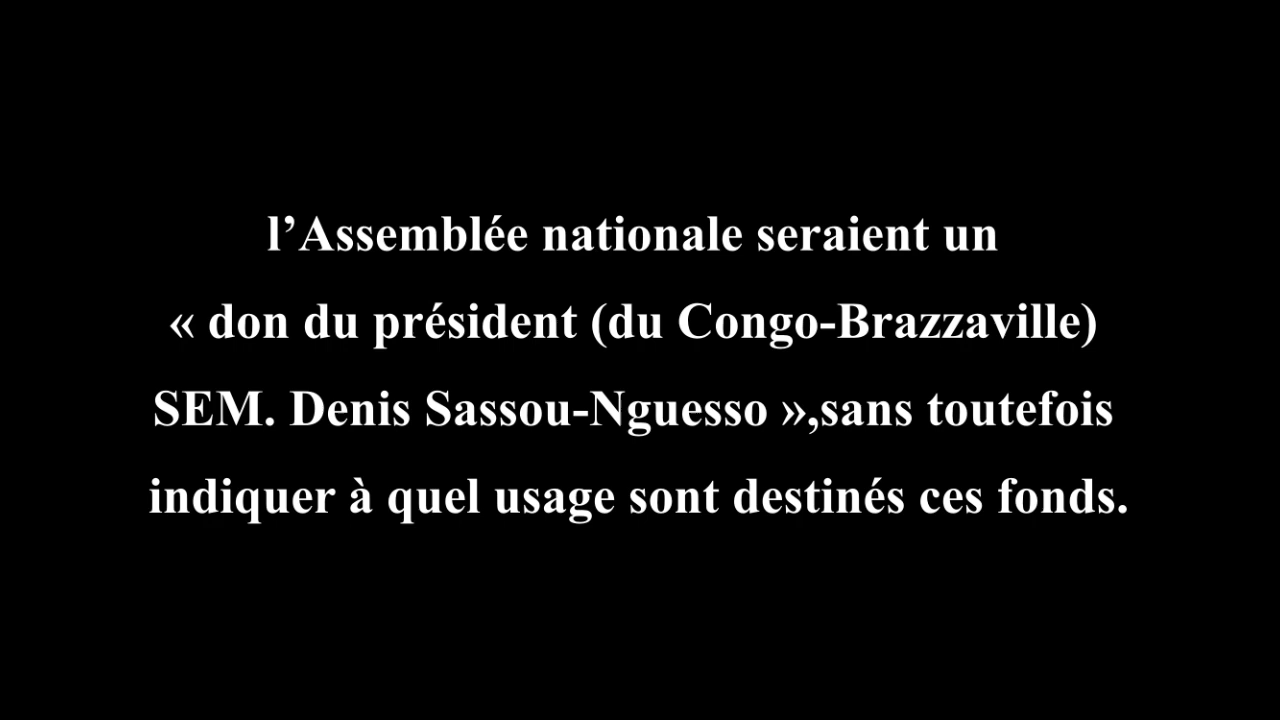 l’Assemblée nationale seraient un
« don du président (du Congo-Brazzaville)
SEM. Denis Sassou-Nguesso »,sans toutefois
indiquer à quel usage sont destinés ces fonds.